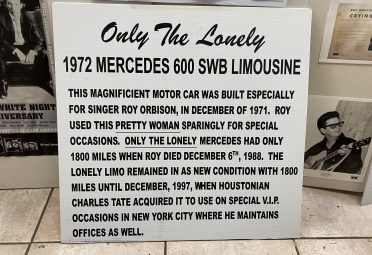 Only The Lonely
1972 MERCEDES 600 SWB LIMOUSINE
THIS MAGNIFICENT MOTOR CAR WAS BUILT ESPECIALLY
FOR SINGER ROY ORBISON, IN DECEMBER OF 1971. ROY
USED THIS PRETTY WOMAN SPARINGLY FOR SPECIAL
OCCASIONS. ONLY THE LONELY MERCEDES HAD ONLY
1800 MILES WHEN ROY DIED DECEMBER 6TH, 1988. THE
LONELY LIMO REMAINED IN AS NEW CONDITION WITH 1800
MILES UNTIL DECEMBER, 1997, WHEN HOUSTONIAN
CHARLES TATE ACQUIRED IT TO USE ON SPECIAL V.I.P.
OCCASIONS IN NEW YORK CITY WHERE HE MAINTAINS
OFFICES AS WELL.
WHITE NIGHT
NIVERSARY
CRYING